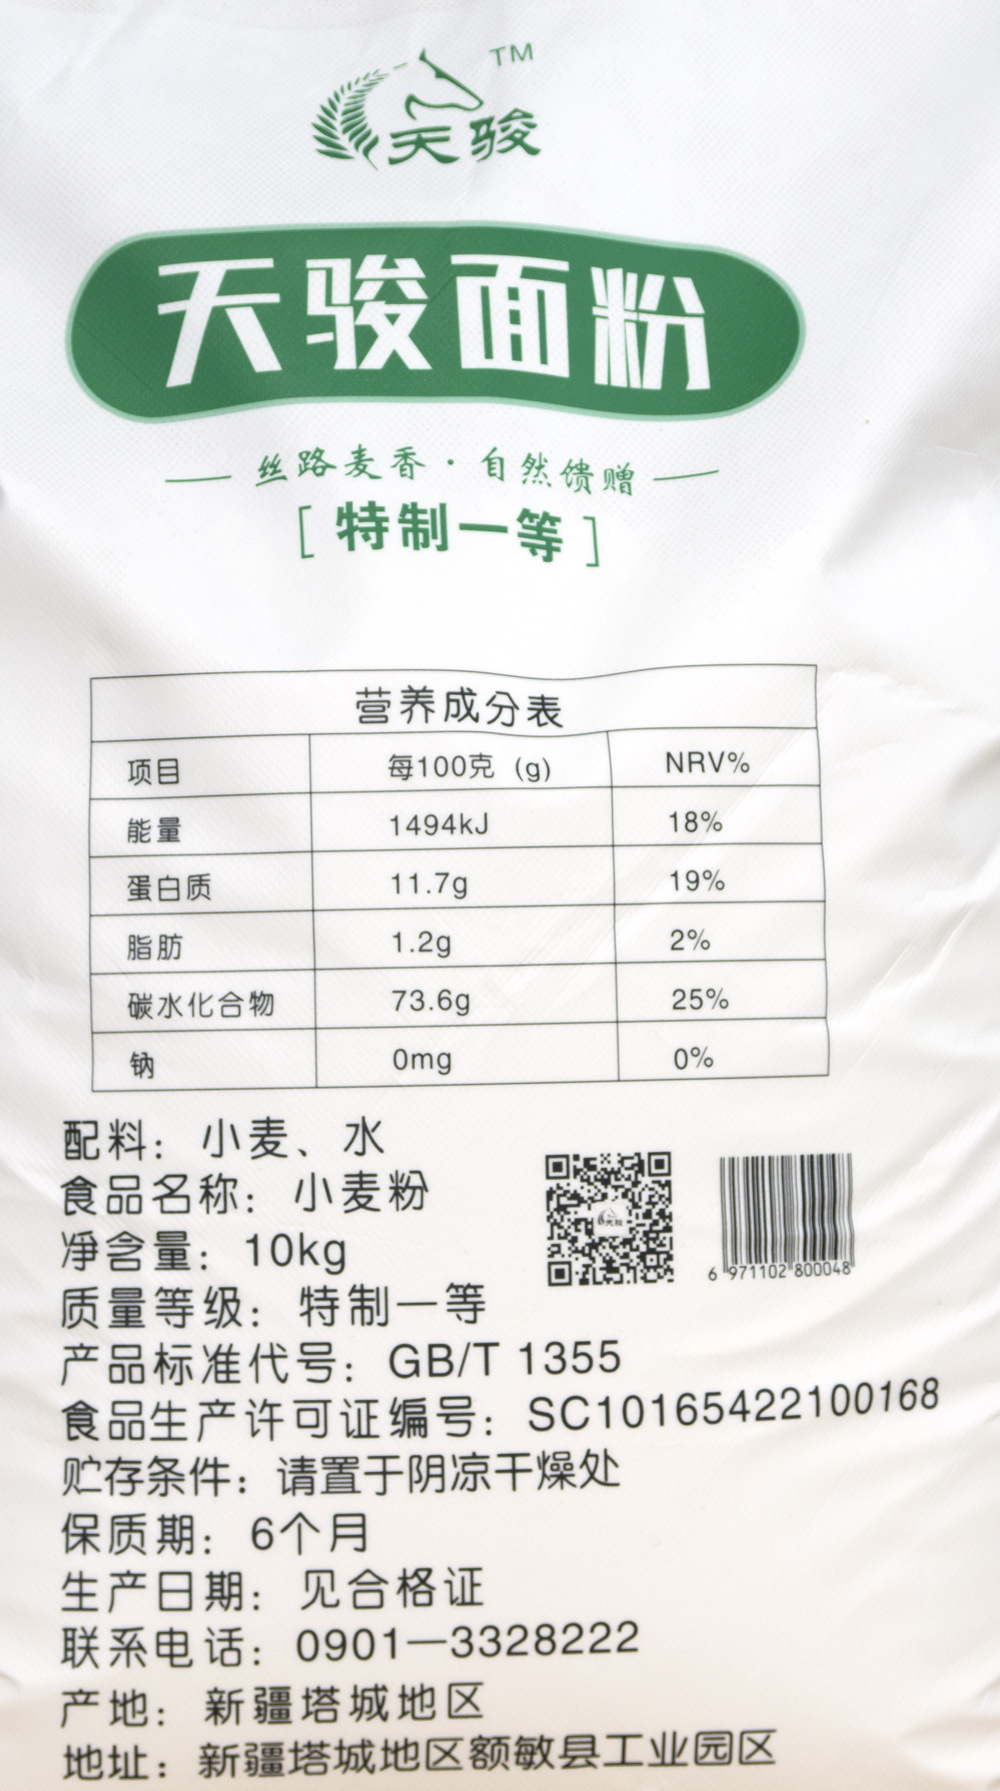 TM
天骏
天骏面粉
丝路麦香·自然馈赠
[特制一等]
营养成分表
项目 每100克 (g) NRV%
能量 1494kJ 18%
蛋白质 11.7g 19%
脂肪 1.2g 2%
碳水化合物 73.6g 25%
钠 0mg 0%
配料：小麦、水
食品名称：小麦粉
净含量：10kg
天骏
6 971102 800048
质量等级：特制一等
产品标准代号：GB/T 1355
食品生产许可证编号：SC10165422100168
贮存条件：请置于阴凉干燥处
保质期：6个月
生产日期：见合格证
联系电话：0901—3328222
产地：新疆塔城地区
地址：新疆塔城地区额敏县工业园区